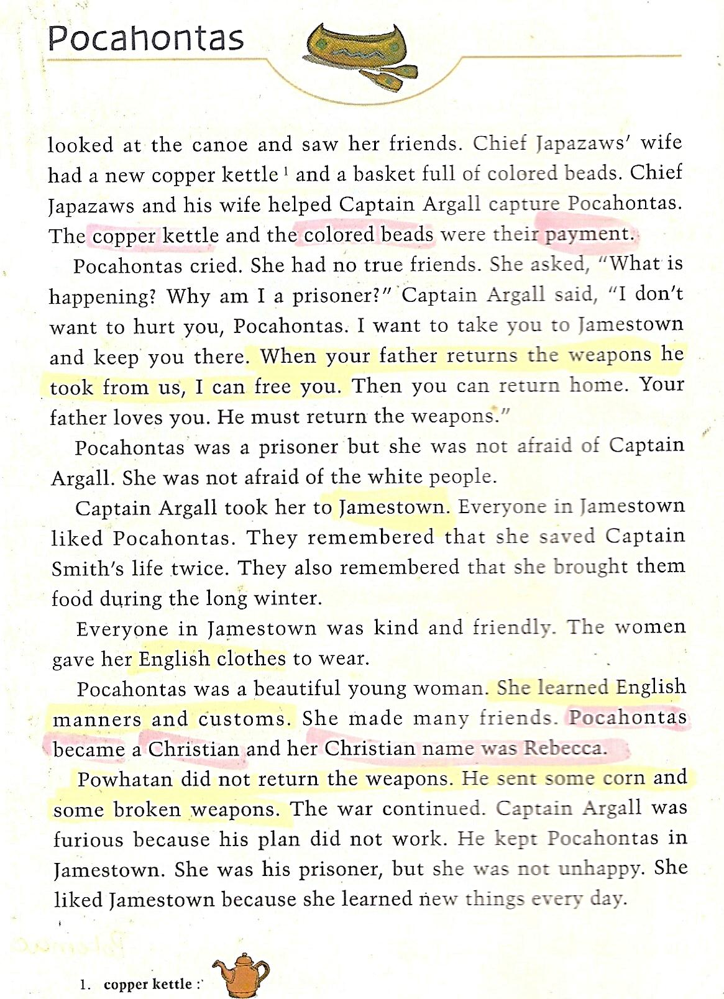 Pocahontas
looked at the canoe and saw her friends. Chief Japazaws' wife
had a new copper kettle 1 and a basket full of colored beads. Chief
Japazaws and his wife helped Captain Argall capture Pocahontas.
The copper kettle and the colored beads were their payment.
Pocahontas cried. She had no true friends. She asked, "What is
happening? Why am I a prisoner?" Captain Argall said, "I don't
want to hurt you, Pocahontas. I want to take you to Jamestown
and keep you there. When your father returns the weapons he
took from us, I can free you. Then you can return home. Your
father loves you. He must return the weapons."
Pocahontas was a prisoner but she was not afraid of Captain
Argall. She was not afraid of the white people.
Captain Argall took her to Jamestown. Everyone in Jamestown
liked Pocahontas. They remembered that she saved Captain
Smith's life twice. They also remembered that she brought them
food during the long winter.
Everyone in Jamestown was kind and friendly. The women
gave her English clothes to wear.
Pocahontas was a beautiful young woman. She learned English
manners and customs. She made many friends. Pocahontas
became a Christian and her Christian name was Rebecca.
Powhatan did not return the weapons. He sent some corn and
some broken weapons. The war continued. Captain Argall was
furious because his plan did not work. He kept Pocahontas in
Jamestown. She was his prisoner, but she was not unhappy. She
liked Jamestown because she learned new things every day.
1. copper kettle :